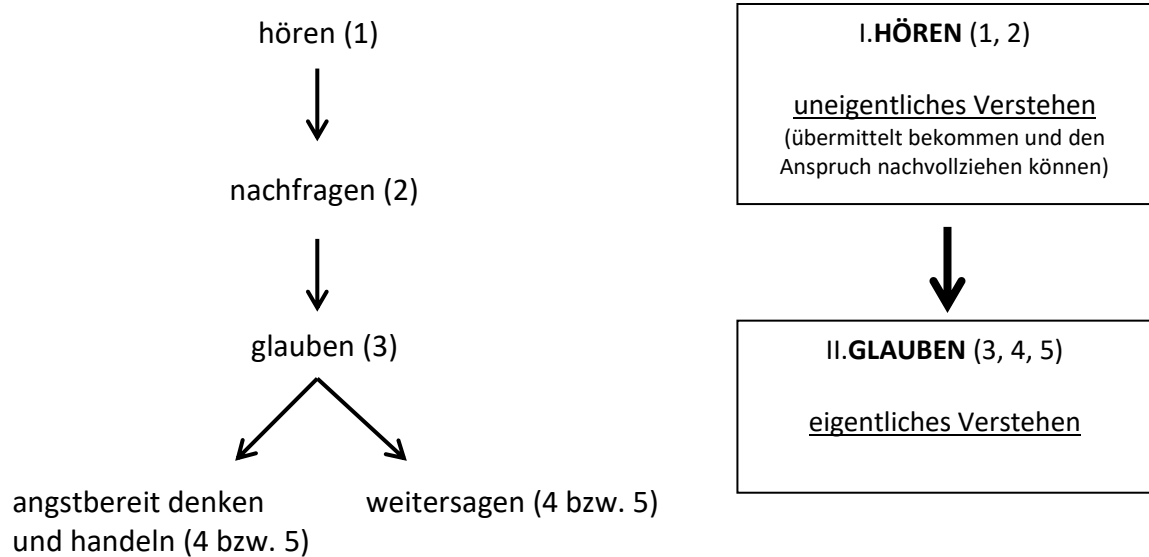 hören (1)
nachfragen (2)
glauben (3)
angstbereit denken
und handeln (4 bzw. 5)
weitersagen (4 bzw. 5)
I.HÖREN (1, 2)
uneigentliches Verstehen
(übermittelt bekommen und den
Anspruch nachvollziehen können)
II.GLAUBEN (3, 4, 5)
eigentliches Verstehen